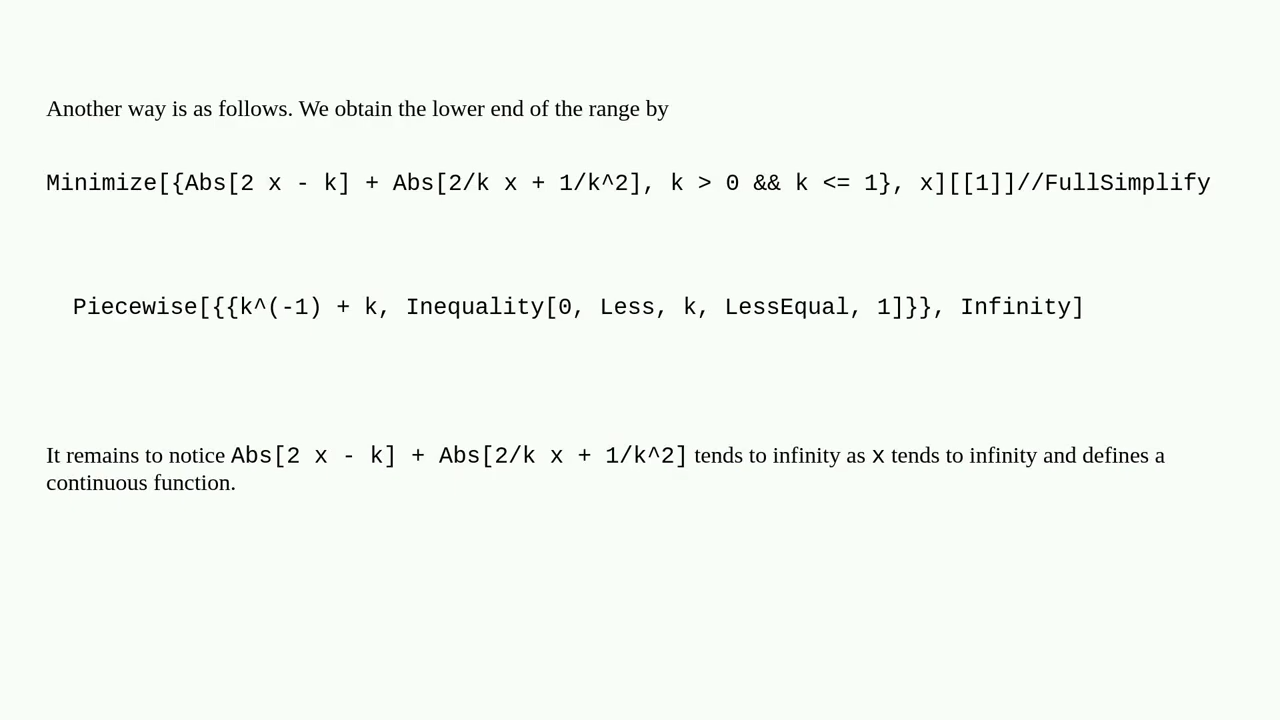 Another way is as follows. We obtain the lower end of the range by
Minimize[{Abs[2 x - k] + Abs[2/k x + 1/k^2], k > 0 && k <= 1}, x][[1]]//FullSimplify
Piecewise[{{k^(-1) + k, Inequality[0, Less, k, LessEqual, 1]}}, Infinity]
It remains to notice Abs[2 x - k] + Abs[2/k x + 1/k^2] tends to infinity as x tends to infinity and defines a
continuous function.